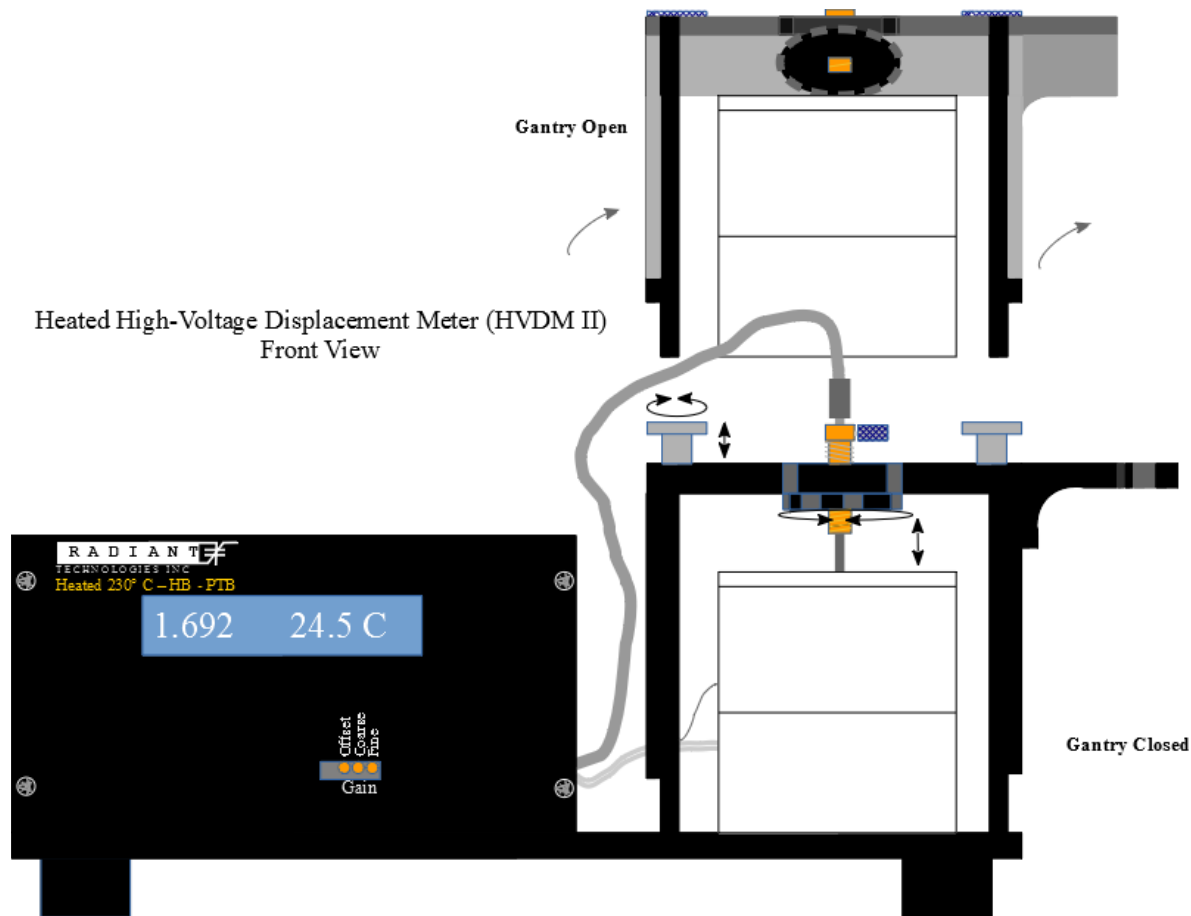 Gantry Open
Heated High-Voltage Displacement Meter (HVDM II)
Front View
RADIANT
TECHNOLOGIES INC
Heated 230° C – HB - PTB
1.692 24.5 C
Offset
Coarse
Fine
Gain
Gantry Closed